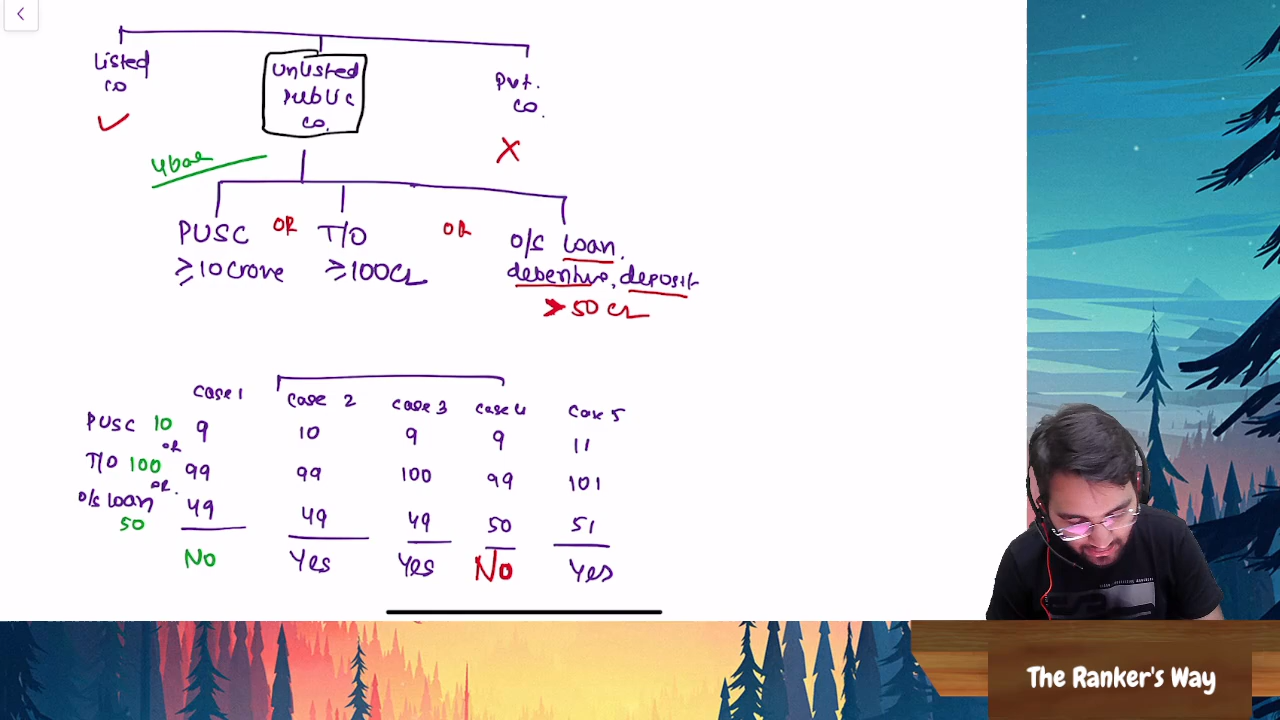 Listed
co
Unlisted
Public
co.
Pvt.
co.
PUSC OR T/O OR O/S Loan,
≥10 Crore ≥100CR debenture, deposit
> 50 CR
Case 1 Case 2 Case 3 Case 4 Case 5
PUSC 10 9 10 9 9 11
OR
T/O 100 99 99 100 99 101
OR.
O/S Loan 49 49 49 50 51
50
No Yes Yes No Yes
The Ranker's Way